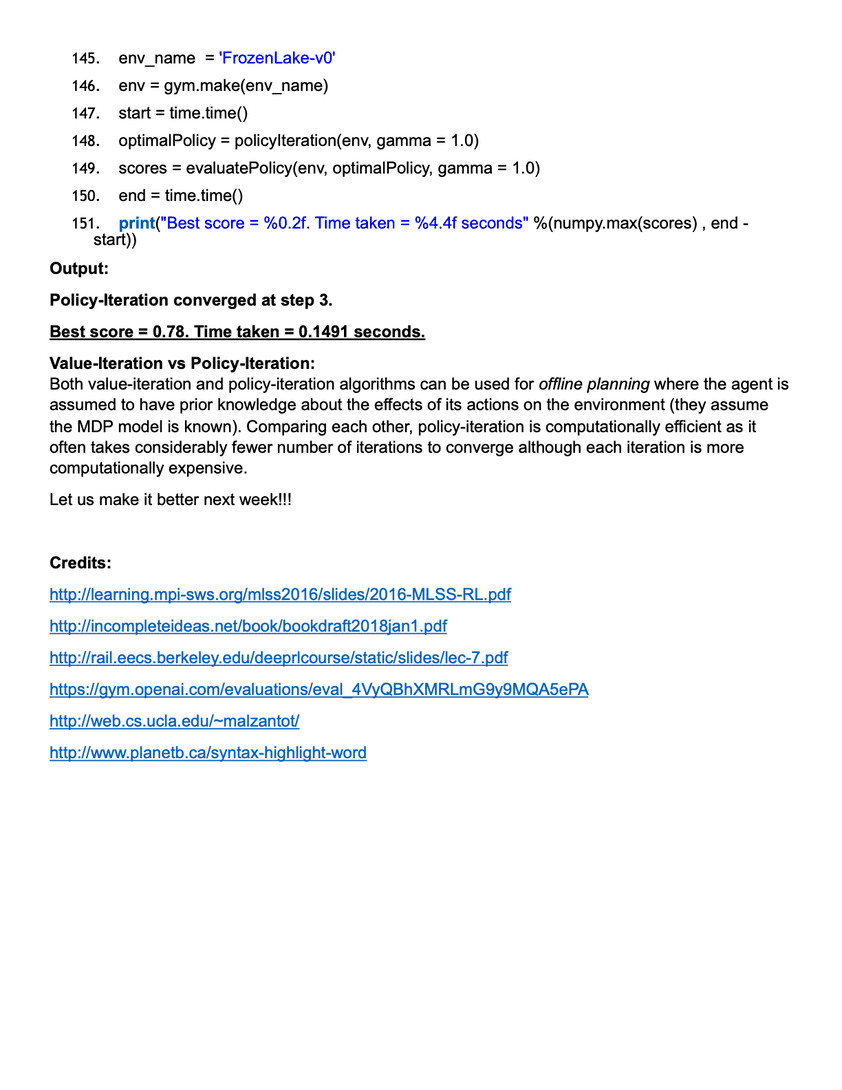 145. env_name = 'FrozenLake-v0'
146. env = gym.make(env_name)
147. start = time.time()
148. optimalPolicy = policyIteration(env, gamma = 1.0)
149. scores = evaluatePolicy(env, optimalPolicy, gamma = 1.0)
150. end = time.time()
151. print("Best score = %0.2f. Time taken = %4.4f seconds" %(numpy.max(scores) , end -
start))
Output:
Policy-Iteration converged at step 3.
Best score = 0.78. Time taken = 0.1491 seconds.
Value-Iteration vs Policy-Iteration:
Both value-iteration and policy-iteration algorithms can be used for offline planning where the agent is
assumed to have prior knowledge about the effects of its actions on the environment (they assume
the MDP model is known). Comparing each other, policy-iteration is computationally efficient as it
often takes considerably fewer number of iterations to converge although each iteration is more
computationally expensive.
Let us make it better next week!!!
Credits:
http://learning.mpi-sws.org/mlss2016/slides/2016-MLSS-RL.pdf
http://incompleteideas.net/book/bookdraft2018jan1.pdf
http://rail.eecs.berkeley.edu/deeprlcourse/static/slides/lec-7.pdf
https://gym.openai.com/evaluations/eval_4VyQBhXMRLmG9y9MQA5ePA
http://web.cs.ucla.edu/~malzantot/
http://www.planetb.ca/syntax-highlight-word